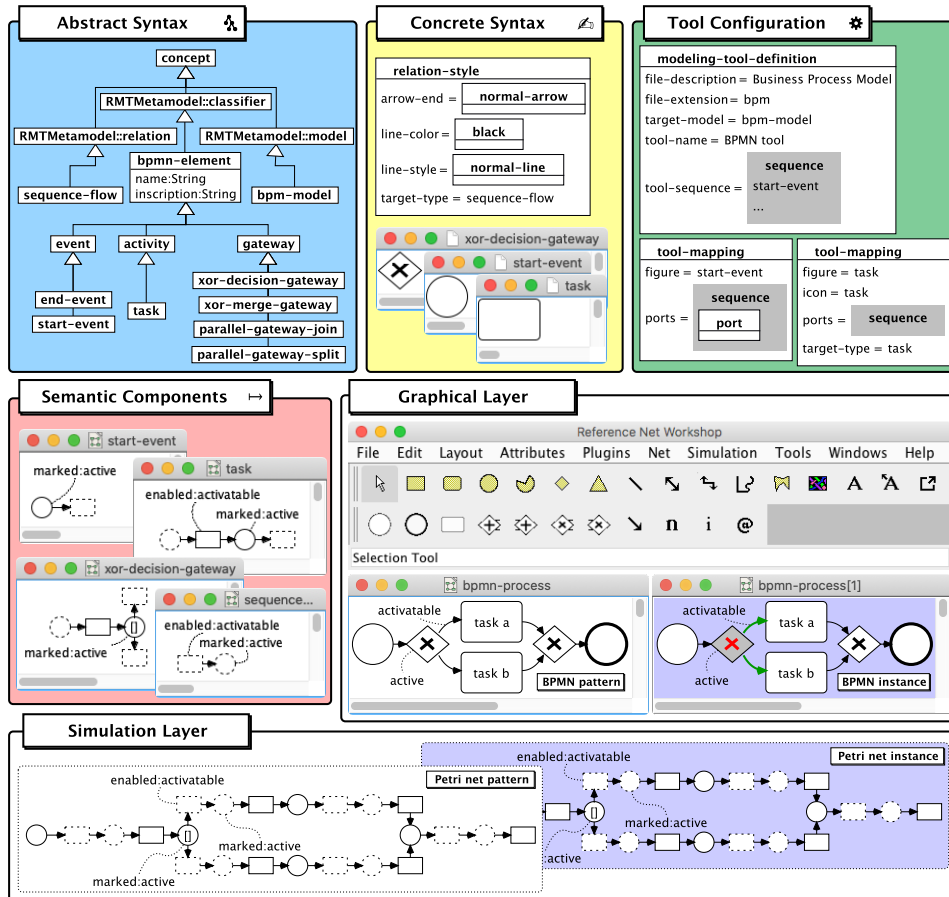 Abstract Syntax
concept
RMTMetamodel::classifier
RMTMetamodel::relation
RMTMetamodel::model
bpmn-element
name:String
inscription:String
sequence-flow
bpm-model
event
activity
gateway
end-event
start-event
task
xor-decision-gateway
xor-merge-gateway
parallel-gateway-join
parallel-gateway-split
Concrete Syntax
relation-style
arrow-end = normal-arrow
line-color = black
line-style = normal-line
target-type = sequence-flow
xor-decision-gateway
start-event
task
Tool Configuration
modeling-tool-definition
file-description = Business Process Model
file-extension = bpm
target-model = bpm-model
tool-name = BPMN tool
sequence
tool-sequence = start-event
...
tool-mapping
figure = start-event
sequence
ports = port
tool-mapping
figure = task
icon = task
ports = sequence
target-type = task
Semantic Components
start-event
marked:active
task
enabled:activatable
marked:active
xor-decision-gateway
[]
marked:active
sequence...
enabled:activatable
marked:active
Graphical Layer
Reference Net Workshop
File Edit Layout Attributes Plugins Net Simulation Tools Windows Help
A A
n i @
Selection Tool
bpmn-process
activatable
task a
task b
active
BPMN pattern
bpmn-process[1]
activatable
task a
task b
active
BPMN instance
Simulation Layer
enabled:activatable
Petri net pattern
[]
marked:active
marked:active
enabled:activatable
Petri net instance
[]
marked:active
active